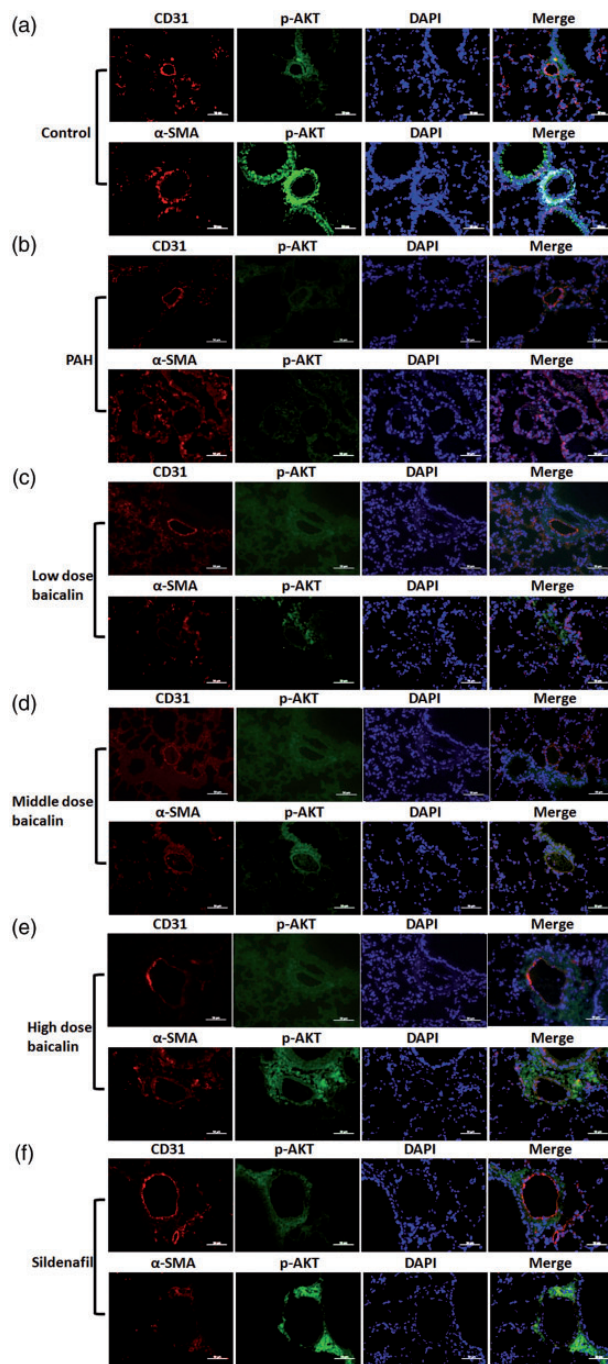 (a)
CD31 p-AKT DAPI Merge
Control
α-SMA p-AKT DAPI Merge
(b)
CD31 p-AKT DAPI Merge
PAH
α-SMA p-AKT DAPI Merge
(c)
CD31 p-AKT DAPI Merge
Low dose
baicalin
α-SMA p-AKT DAPI Merge
(d)
CD31 p-AKT DAPI Merge
Middle dose
baicalin
α-SMA p-AKT DAPI Merge
(e)
CD31 p-AKT DAPI Merge
High dose
baicalin
α-SMA p-AKT DAPI Merge
(f)
CD31 p-AKT DAPI Merge
Sildenafil
α-SMA p-AKT DAPI Merge